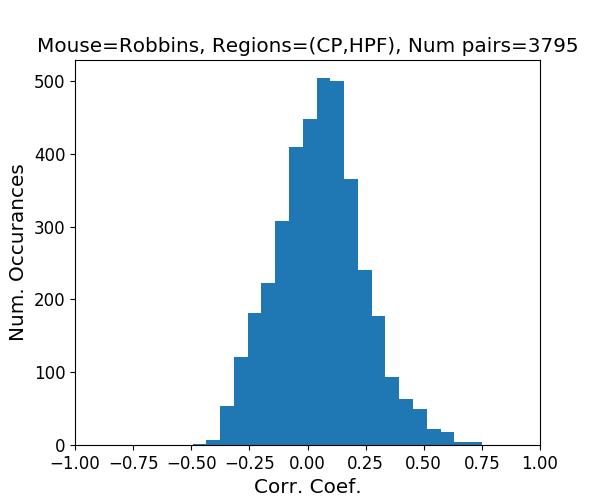 Mouse=Robbins, Regions=(CP,HPF), Num pairs=3795
Num. Occurances
500
400
300
200
100
0
−1.00 −0.75 −0.50 −0.25 0.00 0.25 0.50 0.75 1.00
Corr. Coef.